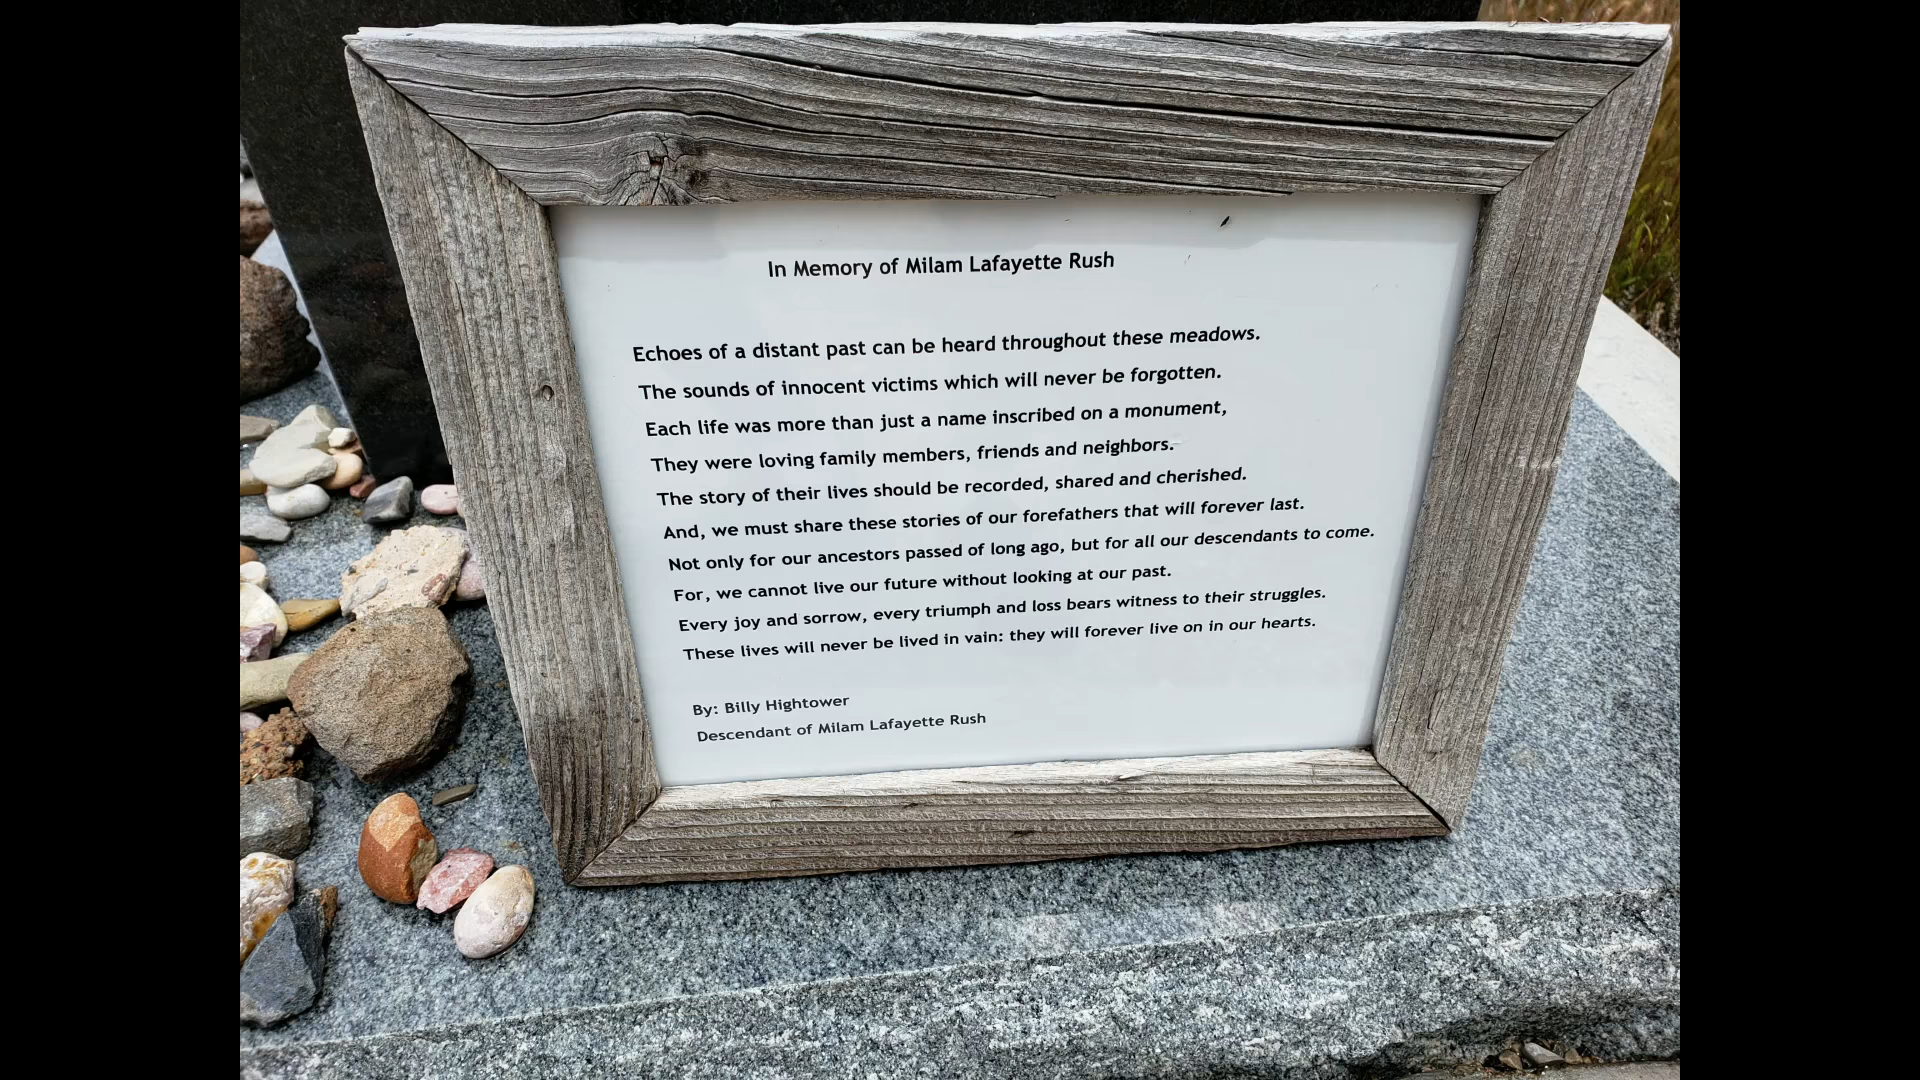 In Memory of Milam Lafayette Rush
Echoes of a distant past can be heard throughout these meadows.
The sounds of innocent victims which will never be forgotten.
Each life was more than just a name inscribed on a monument,
They were loving family members, friends and neighbors.
The story of their lives should be recorded, shared and cherished.
And, we must share these stories of our forefathers that will forever last.
Not only for our ancestors passed of long ago, but for all our descendants to come.
For, we cannot live our future without looking at our past.
Every joy and sorrow, every triumph and loss bears witness to their struggles.
These lives will never be lived in vain: they will forever live on in our hearts.
By: Billy Hightower
Descendant of Milam Lafayette Rush